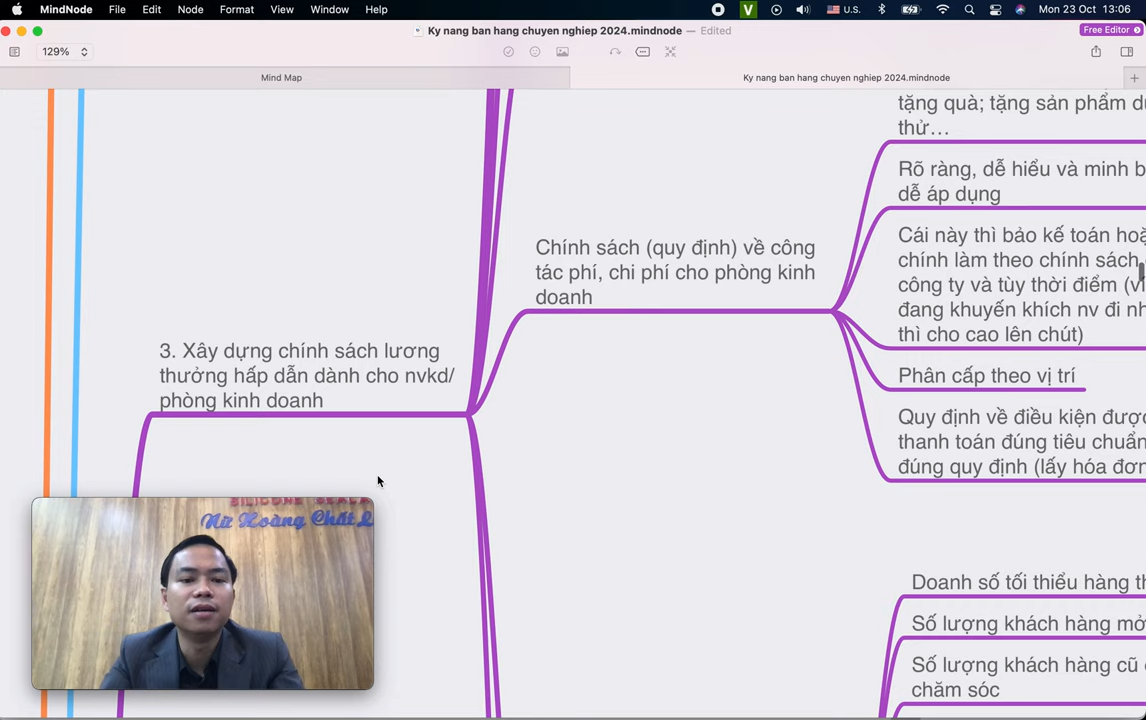 MindNode File Edit Node Format View Window Help V U.S. Mon 23 Oct 13:06
Ky nang ban hang chuyen nghiep 2024.mindnode — Edited
Free Editor
129%
Mind Map
Ky nang ban hang chuyen nghiep 2024.mindnode
tặng quà; tặng sản phẩm
thử…
Rõ ràng, dễ hiểu và minh
dễ áp dụng
Cái này thì bảo kế toán
chính làm theo chính sách
công ty và tùy thời điểm
đang khuyến khích nv đi
thì cho cao lên chút)
Phân cấp theo vị trí
Quy định về điều kiện
thanh toán đúng tiêu
đúng quy định (lấy hóa
Chính sách (quy định) về công
tác phí, chi phí cho phòng kinh
doanh
3. Xây dựng chính sách lương
thưởng hấp dẫn dành cho nvkd/
phòng kinh doanh
Doanh số tối thiểu hàng
Số lượng khách hàng
Số lượng khách hàng cũ
chăm sóc
SILICONE
Nữ Hoàng Chất